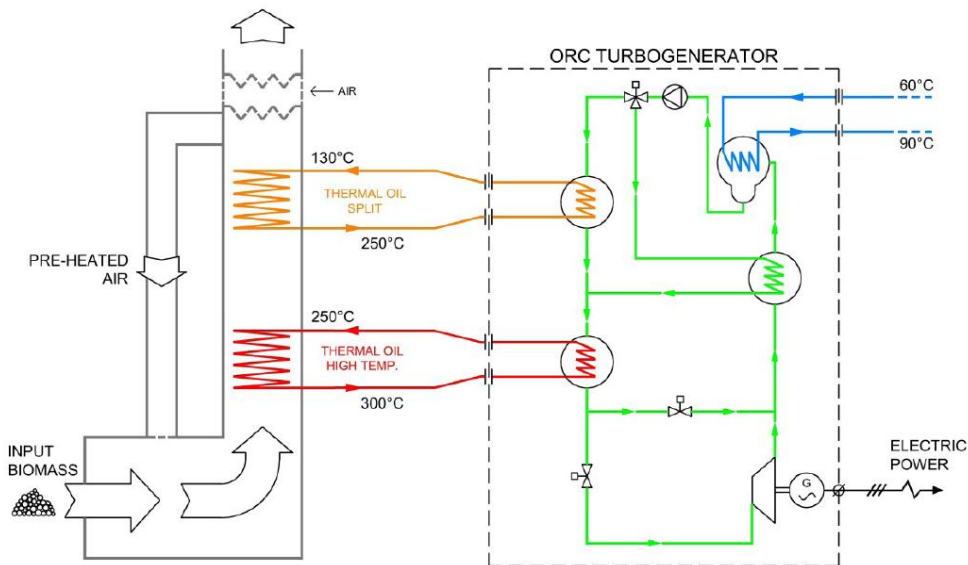 ORC TURBOGENERATOR
AIR
60°C
90°C
130°C
THERMAL OIL
SPLIT
250°C
PRE-HEATED
AIR
250°C
THERMAL OIL
HIGH TEMP.
300°C
INPUT
BIOMASS
ELECTRIC
POWER
G